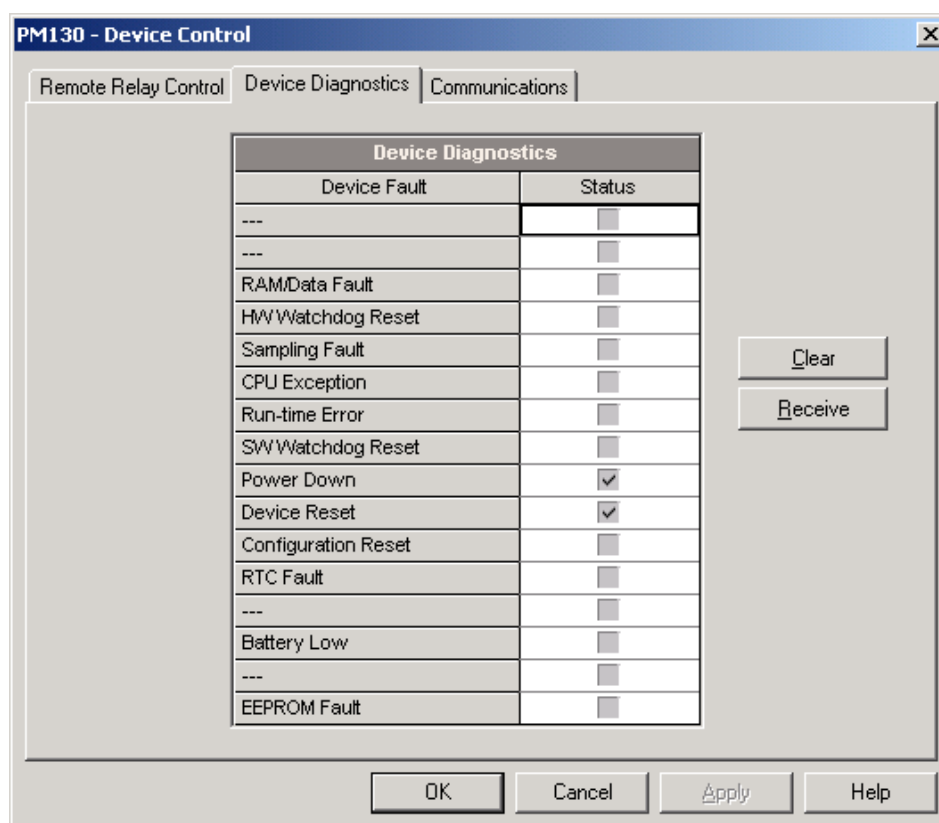 PM130 - Device Control
Remote Relay Control Device Diagnostics Communications
Device Diagnostics
Device Fault Status
---
---
RAM/Data Fault
HW Watchdog Reset
Sampling Fault
CPU Exception
Run-time Error
SW Watchdog Reset
Power Down
Device Reset
Configuration Reset
RTC Fault
---
Battery Low
---
EEPROM Fault
Clear
Receive
OK Cancel Apply Help